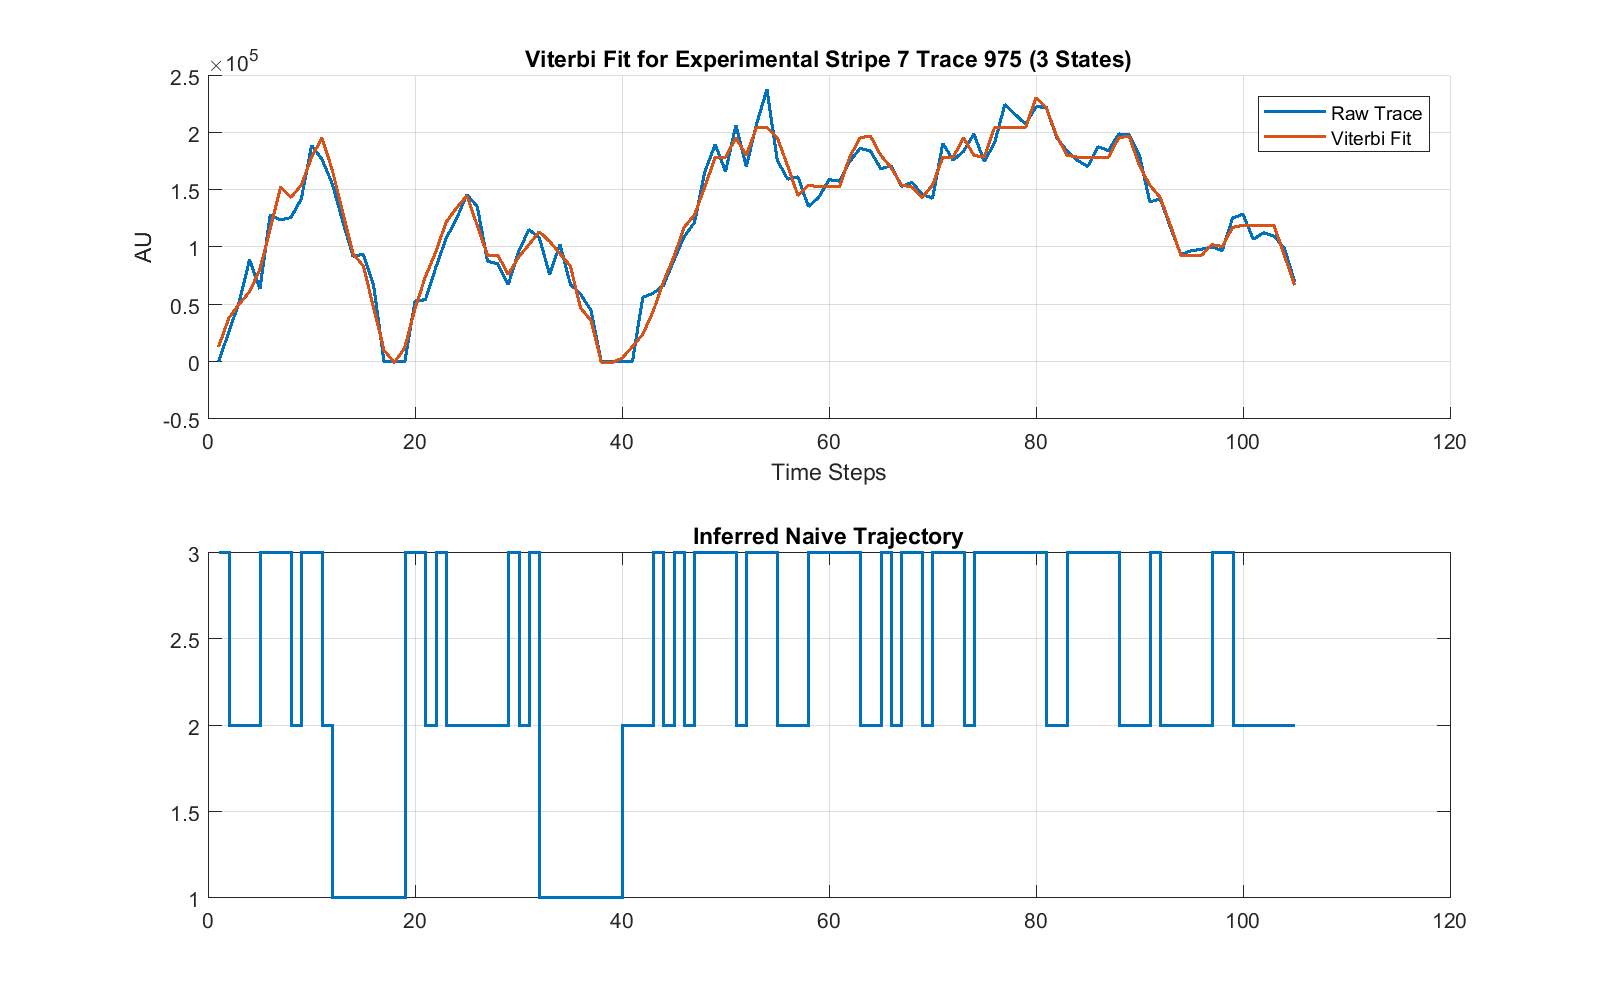 Viterbi Fit for Experimental Stripe 7 Trace 975 (3 States)
×10^5
2.5
2
1.5
1
0.5
0
-0.5
AU
Raw Trace
Viterbi Fit
0 20 40 60 80 100 120
Time Steps
Inferred Naive Trajectory
3
2.5
2
1.5
1
0 20 40 60 80 100 120